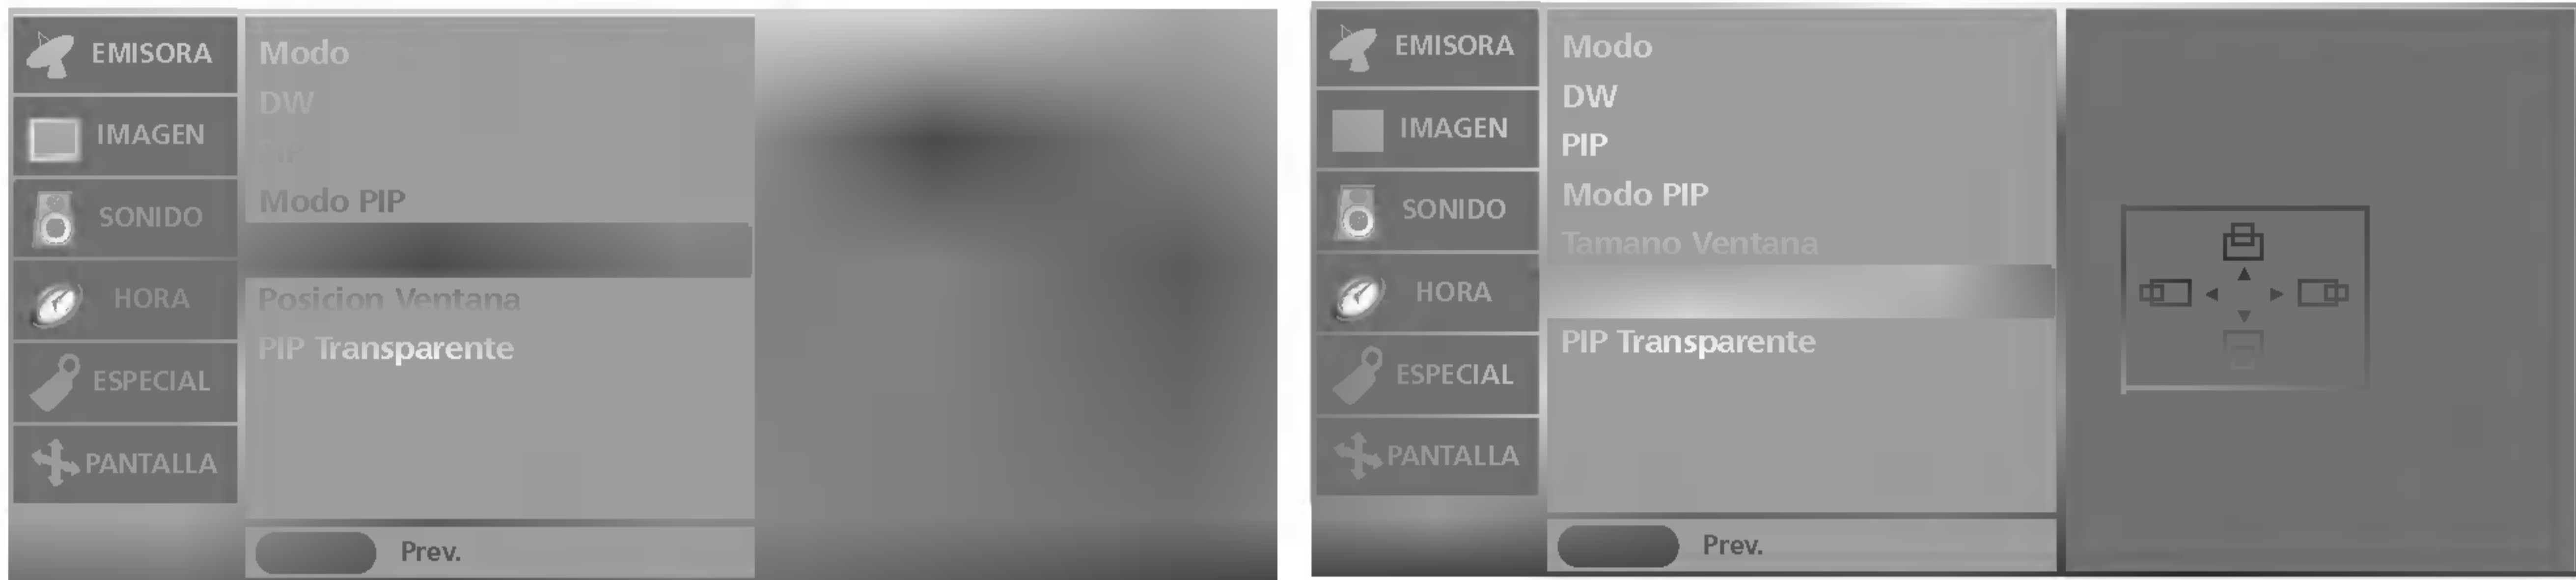 EMISORA
IMAGEN
SONIDO
HORA
ESPECIAL
PANTALLA
Modo
DW
PIP
Modo PIP
Posicion Ventana
PIP Transparente
Prev.
EMISORA
IMAGEN
SONIDO
HORA
ESPECIAL
PANTALLA
Modo
DW
PIP
Modo PIP
Tamano Ventana
PIP Transparente
Prev.